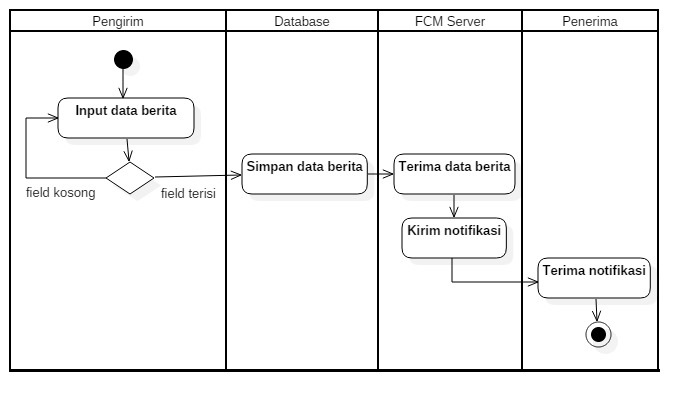 Pengirim
Database
FCM Server
Penerima
Input data berita
field kosong
field terisi
Simpan data berita
Terima data berita
Kirim notifikasi
Terima notifikasi